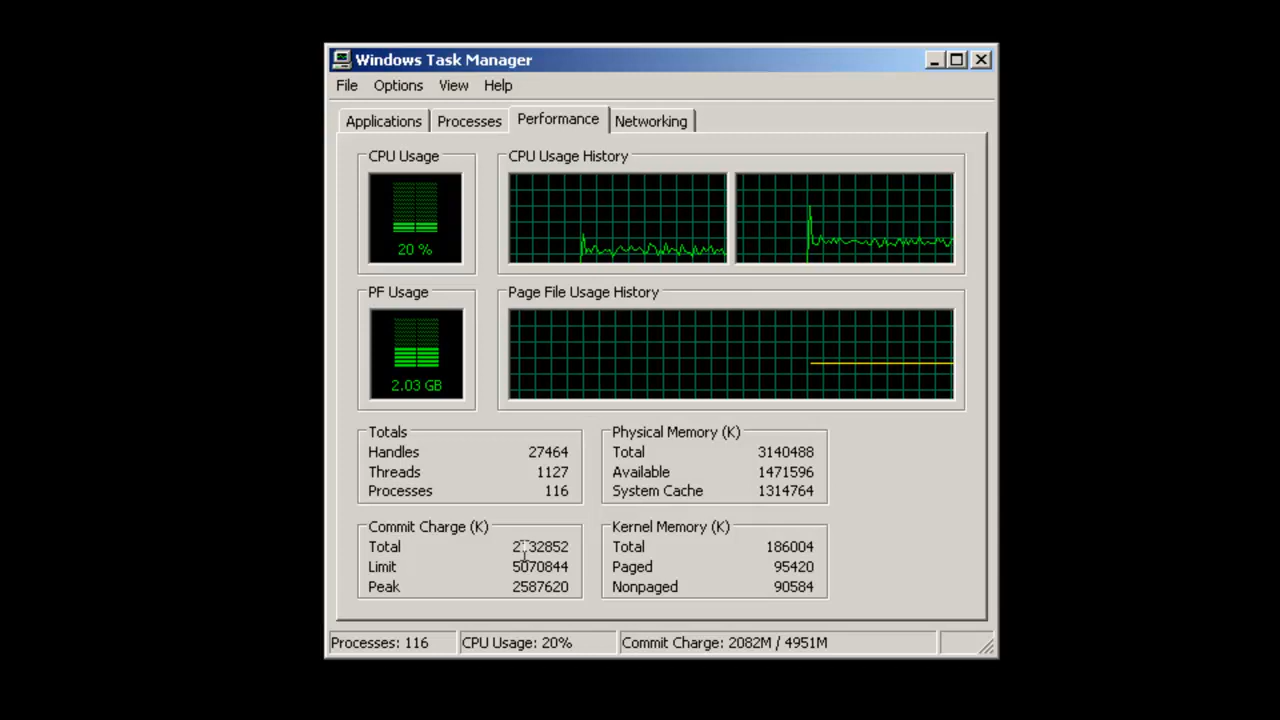 Windows Task Manager
File Options View Help
Applications Processes Performance Networking
CPU Usage
20 %
CPU Usage History
PF Usage
2.03 GB
Page File Usage History
Totals
Handles 27464
Threads 1127
Processes 116
Physical Memory (K)
Total 3140488
Available 1471596
System Cache 1314764
Commit Charge (K)
Total
Limit 5070844
Peak 2587620
Kernel Memory (K)
Total 186004
Paged 95420
Nonpaged 90584
Processes: 116 CPU Usage: 20% Commit Charge: 2082M / 4951M